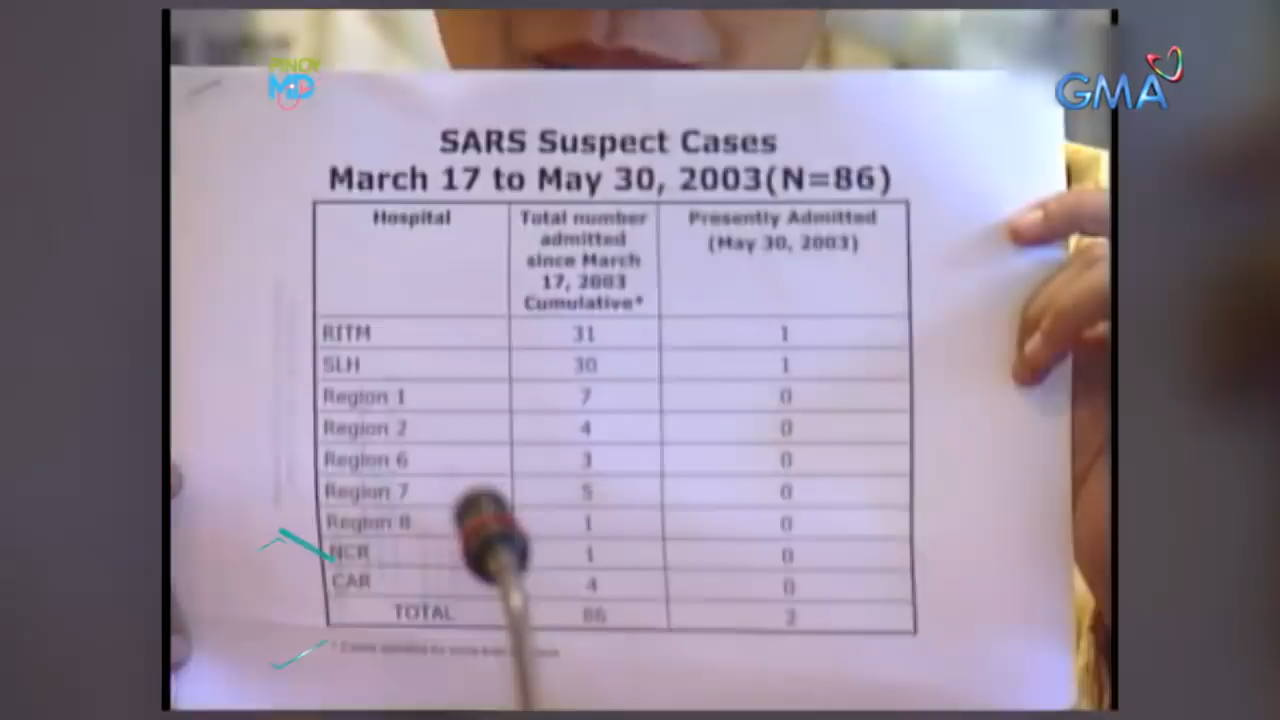 PINOY
MD
GMA
SARS Suspect Cases
March 17 to May 30, 2003(N=86)
Hospital
Total number
admitted
since March
17, 2003
Cumulative*
Presently Admitted
(May 30, 2003)
RITM 31 1
SLH 30 1
Region 1 7 0
Region 2 4 0
Region 6 3 0
Region 7 5 0
Region 8 1 0
NCR 1 0
CAR 4 0
TOTAL 86 2